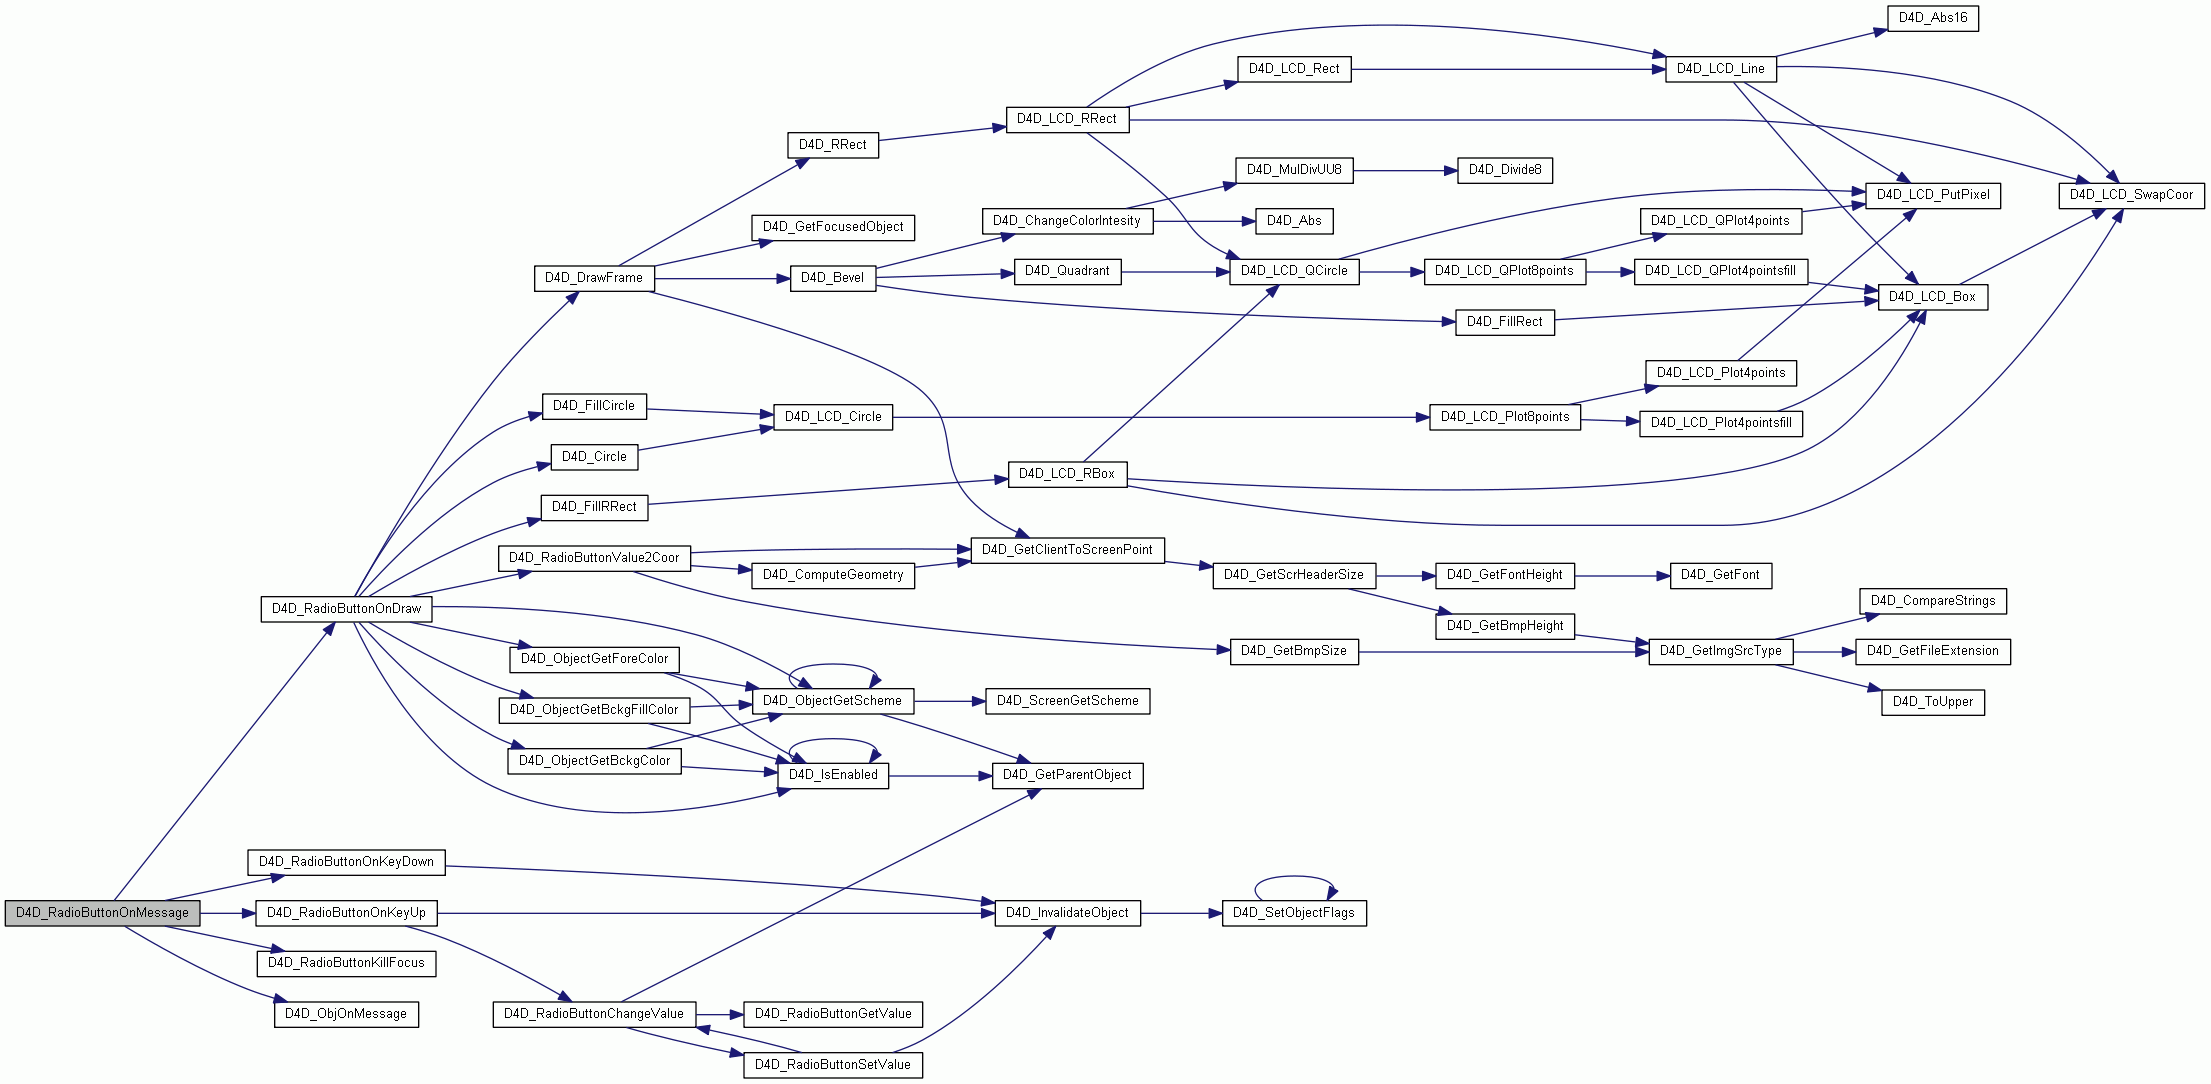 D4D_Abs16
D4D_LCD_Rect
D4D_LCD_Line
D4D_LCD_RRect
D4D_RRect
D4D_MulDivUU8
D4D_Divide8
D4D_LCD_PutPixel
D4D_LCD_SwapCoor
D4D_GetFocusedObject
D4D_ChangeColorIntesity
D4D_Abs
D4D_LCD_QPlot4points
D4D_DrawFrame
D4D_Bevel
D4D_Quadrant
D4D_LCD_QCircle
D4D_LCD_QPlot8points
D4D_LCD_QPlot4pointsfill
D4D_LCD_Box
D4D_FillRect
D4D_LCD_Plot4points
D4D_FillCircle
D4D_LCD_Circle
D4D_LCD_Plot8points
D4D_LCD_Plot4pointsfill
D4D_Circle
D4D_LCD_RBox
D4D_FillRRect
D4D_RadioButtonValue2Coor
D4D_GetClientToScreenPoint
D4D_ComputeGeometry
D4D_GetScrHeaderSize
D4D_GetFontHeight
D4D_GetFont
D4D_RadioButtonOnDraw
D4D_CompareStrings
D4D_GetBmpHeight
D4D_ObjectGetForeColor
D4D_GetBmpSize
D4D_GetImgSrcType
D4D_GetFileExtension
D4D_ObjectGetScheme
D4D_ScreenGetScheme
D4D_ToUpper
D4D_ObjectGetBckgFillColor
D4D_ObjectGetBckgColor
D4D_IsEnabled
D4D_GetParentObject
D4D_RadioButtonOnKeyDown
D4D_RadioButtonOnMessage
D4D_RadioButtonOnKeyUp
D4D_InvalidateObject
D4D_SetObjectFlags
D4D_RadioButtonKillFocus
D4D_ObjOnMessage
D4D_RadioButtonChangeValue
D4D_RadioButtonGetValue
D4D_RadioButtonSetValue